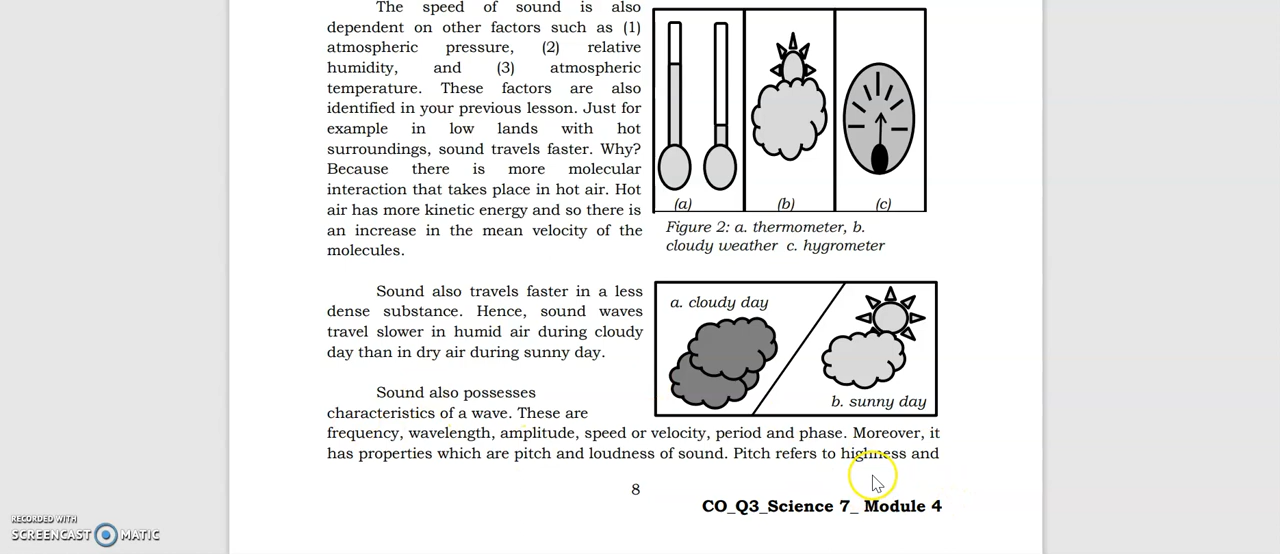 The speed of sound is also
dependent on other factors such as (1)
atmospheric pressure, (2) relative
humidity, and (3) atmospheric
temperature. These factors are also
identified in your previous lesson. Just for
example in low lands with hot
surroundings, sound travels faster. Why?
Because there is more molecular
interaction that takes place in hot air. Hot
air has more kinetic energy and so there is
an increase in the mean velocity of the
molecules.
(a)
(b)
(c)
Figure 2: a. thermometer, b.
cloudy weather c. hygrometer
Sound also travels faster in a less
dense substance. Hence, sound waves
travel slower in humid air during cloudy
day than in dry air during sunny day.
a. cloudy day
b. sunny day
Sound also possesses
characteristics of a wave. These are
frequency, wavelength, amplitude, speed or velocity, period and phase. Moreover, it
has properties which are pitch and loudness of sound. Pitch refers to highness and
8
CO_Q3_Science 7_ Module 4
RECORDED WITH
SCREENCAST MATIC